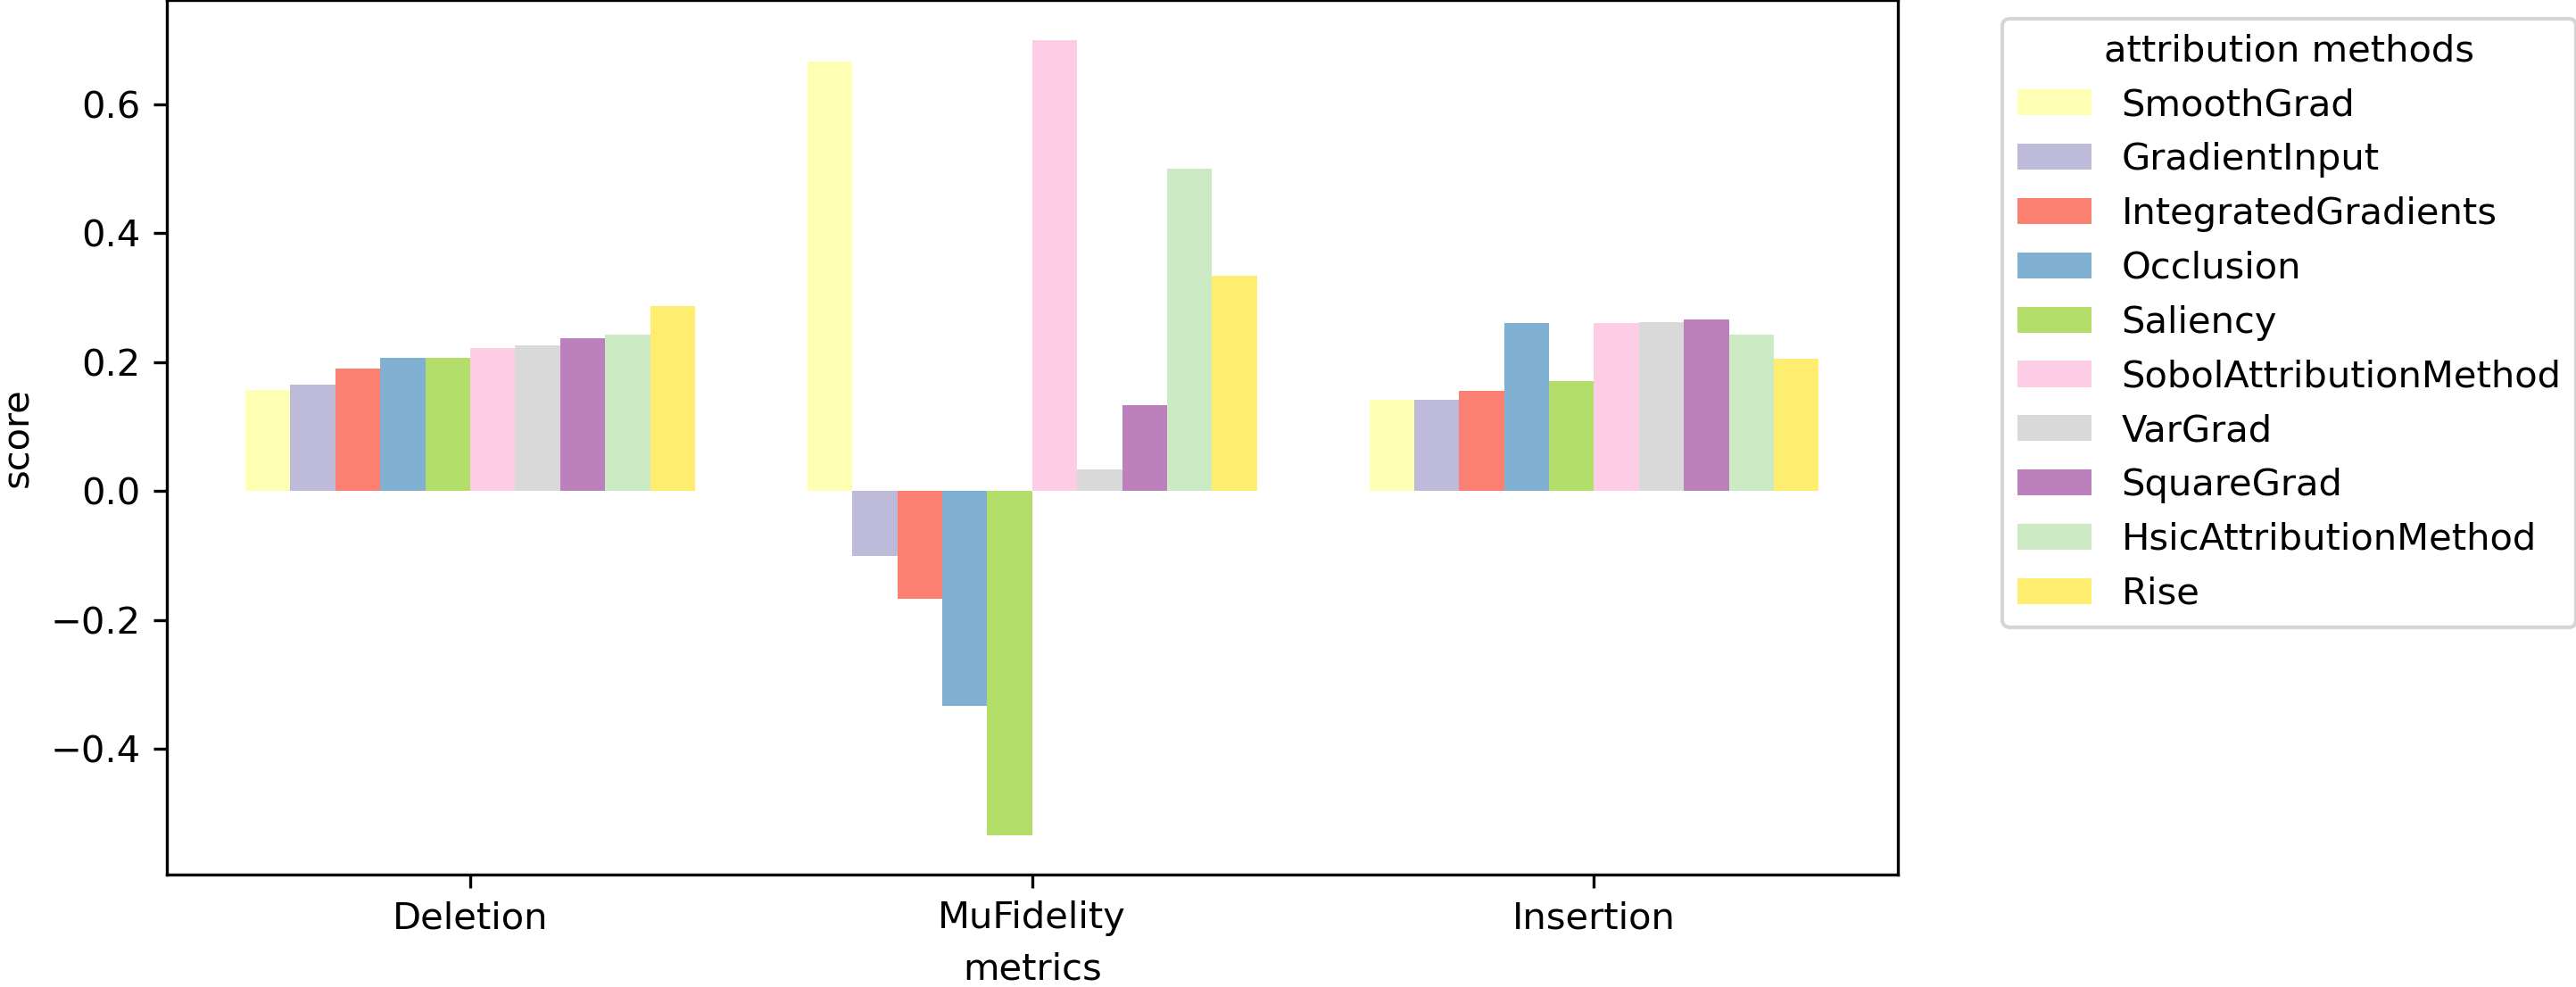 score
0.6
0.4
0.2
0.0
−0.2
−0.4
Deletion
MuFidelity
Insertion
metrics
attribution methods
SmoothGrad
GradientInput
IntegratedGradients
Occlusion
Saliency
SobolAttributionMethod
VarGrad
SquareGrad
HsicAttributionMethod
Rise